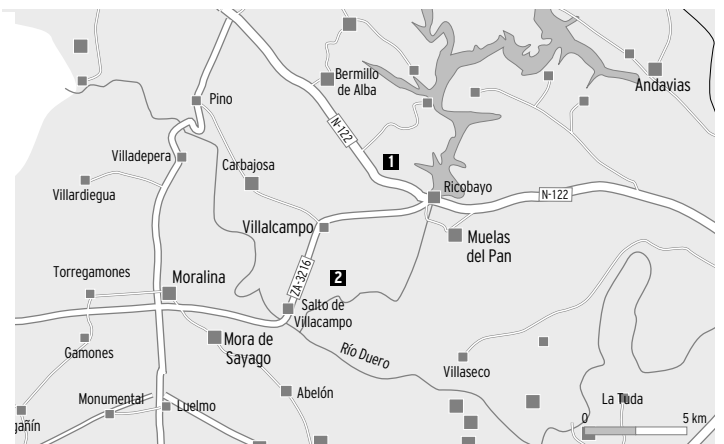 Bermillo
de Alba
Andavias
Pino
N-122
Villadepera
Carbajosa
1
Villardiegua
Ricobayo
N-122
Villalcampo
Muelas
del Pan
ZA-3216
2
Torregamones
Moralina
Salto de
Villacampo
Mora de
Sayago
Gamones
Río Duero
Villaseco
Abelón
Monumental
Luelmo
La Tuda
gañín
0
5 km